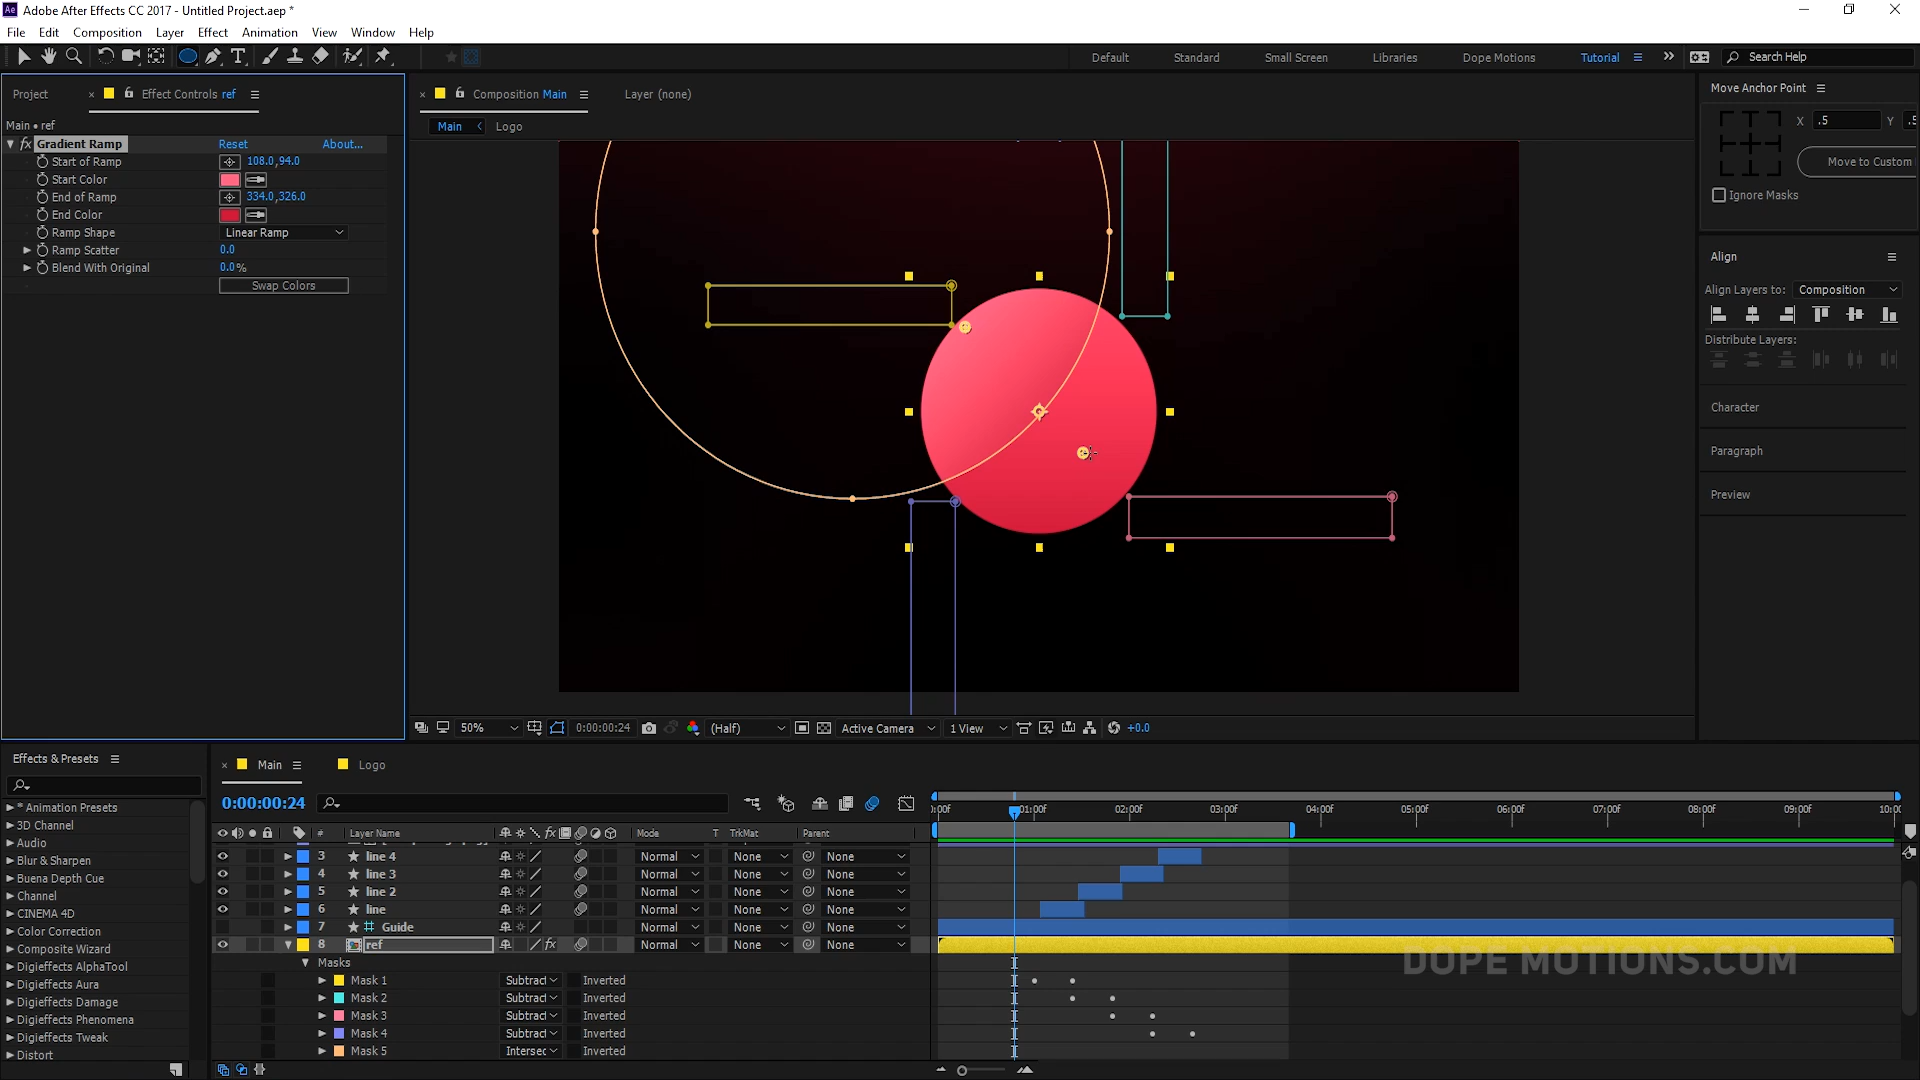 Adobe After Effects CC 2017 - Untitled Project.aep *
File Edit Composition Layer Effect Animation View Window Help
Default Standard Small Screen Libraries Dope Motions Tutorial Search Help
Project Effect Controls ref
Main • ref
fx Gradient Ramp Reset About...
Start of Ramp 108.0,94.0
Start Color
End of Ramp 334.0,326.0
End Color
Ramp Shape Linear Ramp
Ramp Scatter 0.0
Blend With Original 0.0%
Swap Colors
Composition Main Layer (none)
Main Logo
50% 0:00:00:24 (Half) Active Camera 1 View +0.0
Move Anchor Point
X .5 Y .5
Move to Custom
Ignore Masks
Align
Align Layers to: Composition
Distribute Layers:
Character
Paragraph
Preview
Effects & Presets
* Animation Presets
3D Channel
Audio
Blur & Sharpen
Buena Depth Cue
Channel
CINEMA 4D
Color Correction
Composite Wizard
Digieffects AlphaTool
Digieffects Aura
Digieffects Damage
Digieffects Phenomena
Digieffects Tweak
Distort
Main Logo
0:00:00:24
# Layer Name fx Mode T TrkMat Parent
:00f 01:00f 02:00f 03:00f 04:00f 05:00f 06:00f 07:00f 08:00f 09:00f 10:00
3 line 4 Normal None None
4 line 3 Normal None None
5 line 2 Normal None None
6 line Normal None None
7 Guide Normal None None
8 ref fx Normal None None
Masks
Mask 1 Subtract Inverted
Mask 2 Subtract Inverted
Mask 3 Subtract Inverted
Mask 4 Subtract Inverted
Mask 5 Intersec Inverted
DOPE MOTIONS.COM